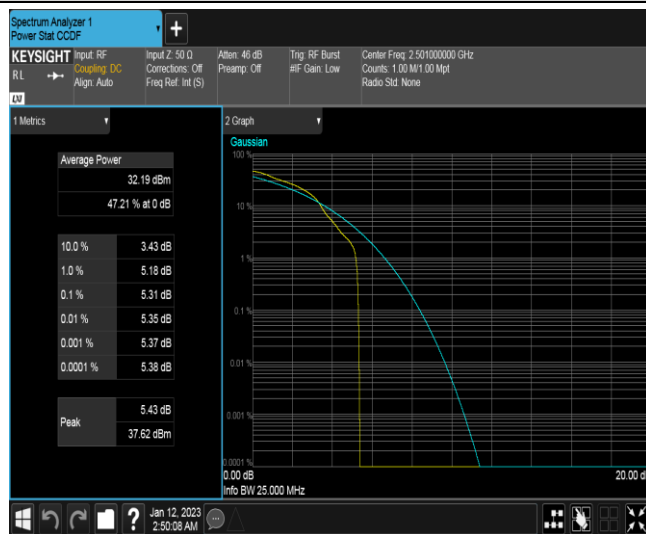 Spectrum Analyzer 1
Power Stat CCDF
+
KEYSIGHT
RL
LXI
Input: RF
Coupling: DC
Align: Auto
Input Z: 50 Ω
Corrections: Off
Freq Ref: Int (S)
Atten: 46 dB
Preamp: Off
Trig: RF Burst
#IF Gain: Low
Center Freq: 2.501000000 GHz
Counts: 1.00 M/1.00 Mpt
Radio Std: None
1 Metrics
Average Power
32.19 dBm
47.21 % at 0 dB
10.0 % 3.43 dB
1.0 % 5.18 dB
0.1 % 5.31 dB
0.01 % 5.35 dB
0.001 % 5.37 dB
0.0001 % 5.38 dB
Peak
5.43 dB
37.62 dBm
2 Graph
Gaussian
100 %
10 %
1 %
0.1 %
0.01 %
0.001 %
0.0001 %
0.00 dB
20.00 d
Info BW 25.000 MHz
?
Jan 12, 2023
2:50:08 AM